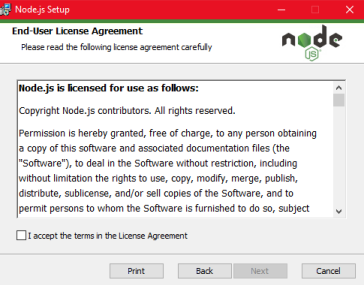 Node.js Setup
End-User License Agreement
Please read the following license agreement carefully
node
JS
Node.js is licensed for use as follows:
Copyright Node.js contributors. All rights reserved.
Permission is hereby granted, free of charge, to any person obtaining
a copy of this software and associated documentation files (the
"Software"), to deal in the Software without restriction, including
without limitation the rights to use, copy, modify, merge, publish,
distribute, sublicense, and/or sell copies of the Software, and to
permit persons to whom the Software is furnished to do so, subject
I accept the terms in the License Agreement
Print
Back
Next
Cancel